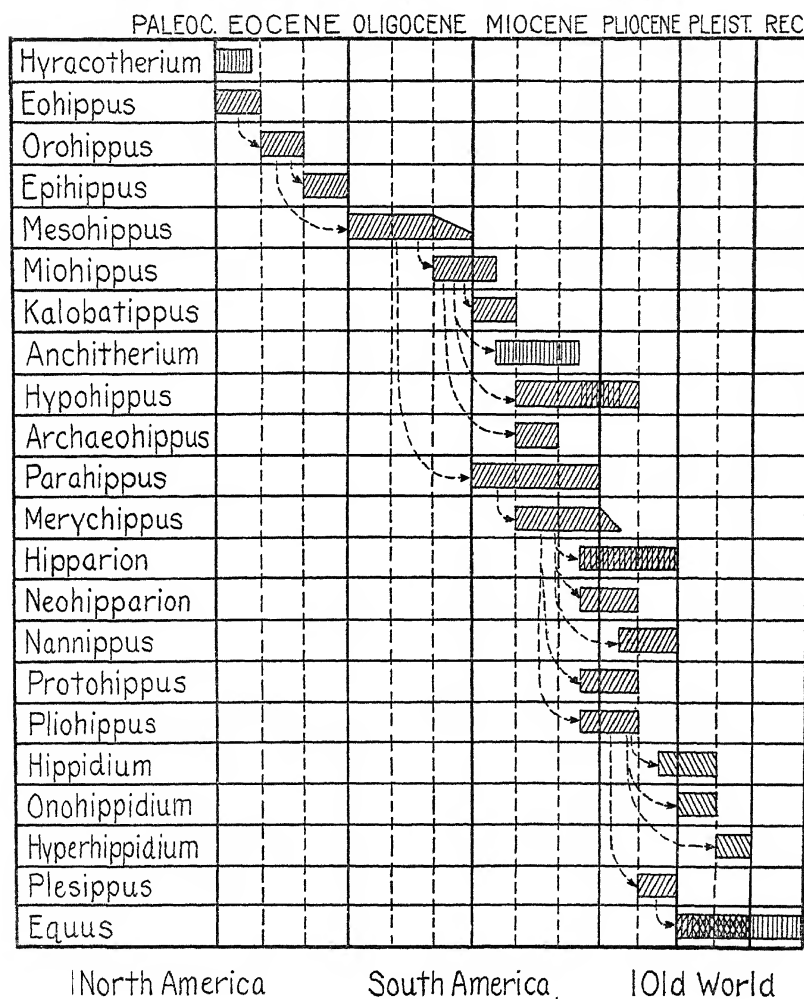 PALEOC. EOCENE OLIGOCENE MIOCENE PLIOCENE PLEIST. REC.
Hyracotherium
Eohippus
Orohippus
Epihippus
Mesohippus
Miohippus
Kalobatippus
Anchitherium
Hypohippus
Archaeohippus
Parahippus
Merychippus
Hipparion
Neohipparion
Nannippus
Protohippus
Pliohippus
Hippidium
Onohippidium
Hyperhippidium
Plesippus
Equus
North America South America Old World